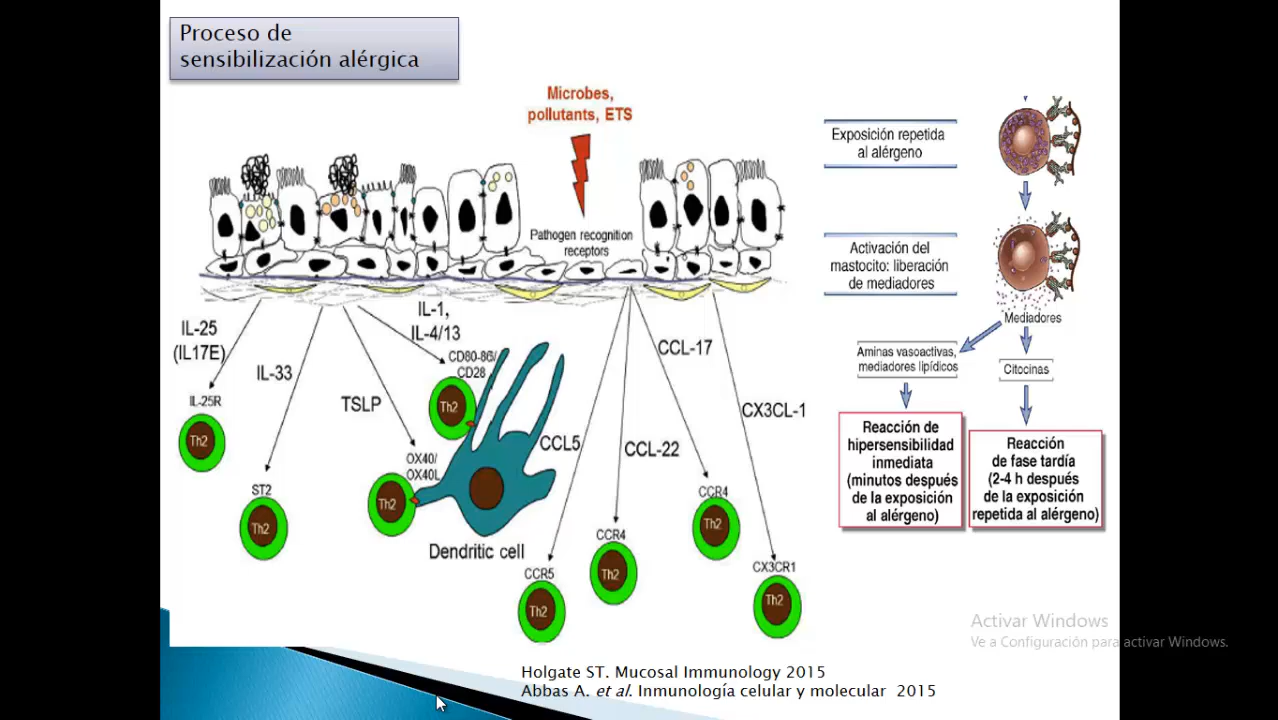 Proceso de
sensibilización alérgica
Microbes,
pollutants, ETS
Pathogen recognition
receptors
IL-25
(IL17E)
IL-25R
Th2
IL-33
ST2
Th2
TSLP
OX40/
OX40L
Th2
IL-1,
IL-4/13
CD80-86/
CD28
Th2
Dendritic cell
CCL5
CCR5
Th2
CCL-22
CCR4
Th2
CCL-17
CCR4
Th2
CX3CL-1
CX3CR1
Th2
Exposición repetida
al alérgeno
Activación del
mastocito: liberación
de mediadores
Mediadores
Aminas vasoactivas,
mediadores lipídicos
Citocinas
Reacción de
hipersensibilidad
inmediata
(minutos después
de la exposición
al alérgeno)
Reacción
de fase tardía
(2-4 h después
de la exposición
repetida al alérgeno)
Activar Windows
Ve a Configuración para activar Windows.
Holgate ST. Mucosal Immunology 2015
Abbas A. et al. Inmunología celular y molecular 2015